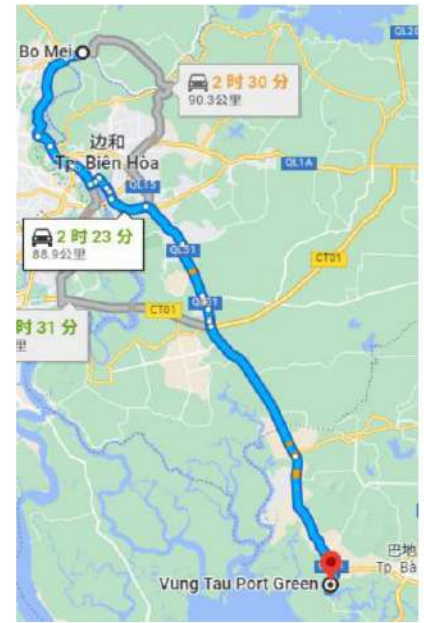 QL20
Bo Mei
2 时 30 分
90.3公里
边和
Tp. Biên Hòa
QL1A
QL15
2 时 23 分
88.9公里
QL51
CT01
CT01
时 31 分
里
巴地
Tp. Bà
Vung Tau Port Green